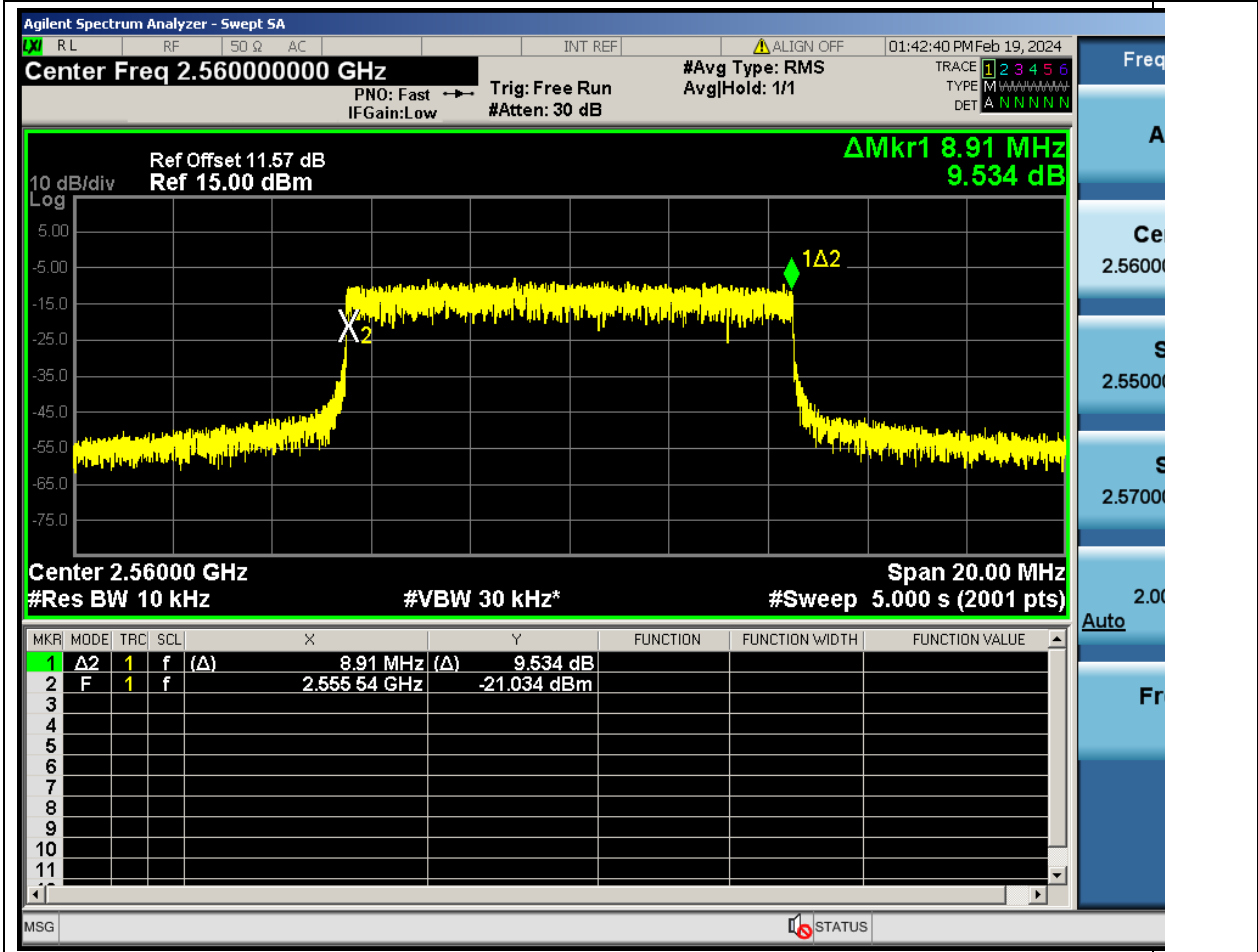 Agilent Spectrum Analyzer - Swept SA
LXI RL RF 50 Ω AC INT REF ALIGN OFF 01:42:40 PM Feb 19, 2024
Center Freq 2.560000000 GHz
PNO: Fast
IFGain:Low
Trig: Free Run
#Atten: 30 dB
#Avg Type: RMS
Avg|Hold: 1/1
TRACE 1 2 3 4 5 6
TYPE M WWWWW
DET A N N N N N
Ref Offset 11.57 dB
10 dB/div Ref 15.00 dBm
Log
ΔMkr1 8.91 MHz
9.534 dB
5.00
-5.00
-15.0
-25.0
-35.0
-45.0
-55.0
-65.0
-75.0
1Δ2
X2
Center 2.56000 GHz Span 20.00 MHz
#Res BW 10 kHz #VBW 30 kHz* #Sweep 5.000 s (2001 pts)
MKR MODE TRC SCL X Y FUNCTION FUNCTION WIDTH FUNCTION VALUE
1 Δ2 1 f (Δ) 8.91 MHz (Δ) 9.534 dB
2 F 1 f 2.555 54 GHz -21.034 dBm
3
4
5
6
7
8
9
10
11
MSG STATUS
Freq
A
Ce
2.56000
S
2.55000
S
2.57000
2.00
Auto
Fr